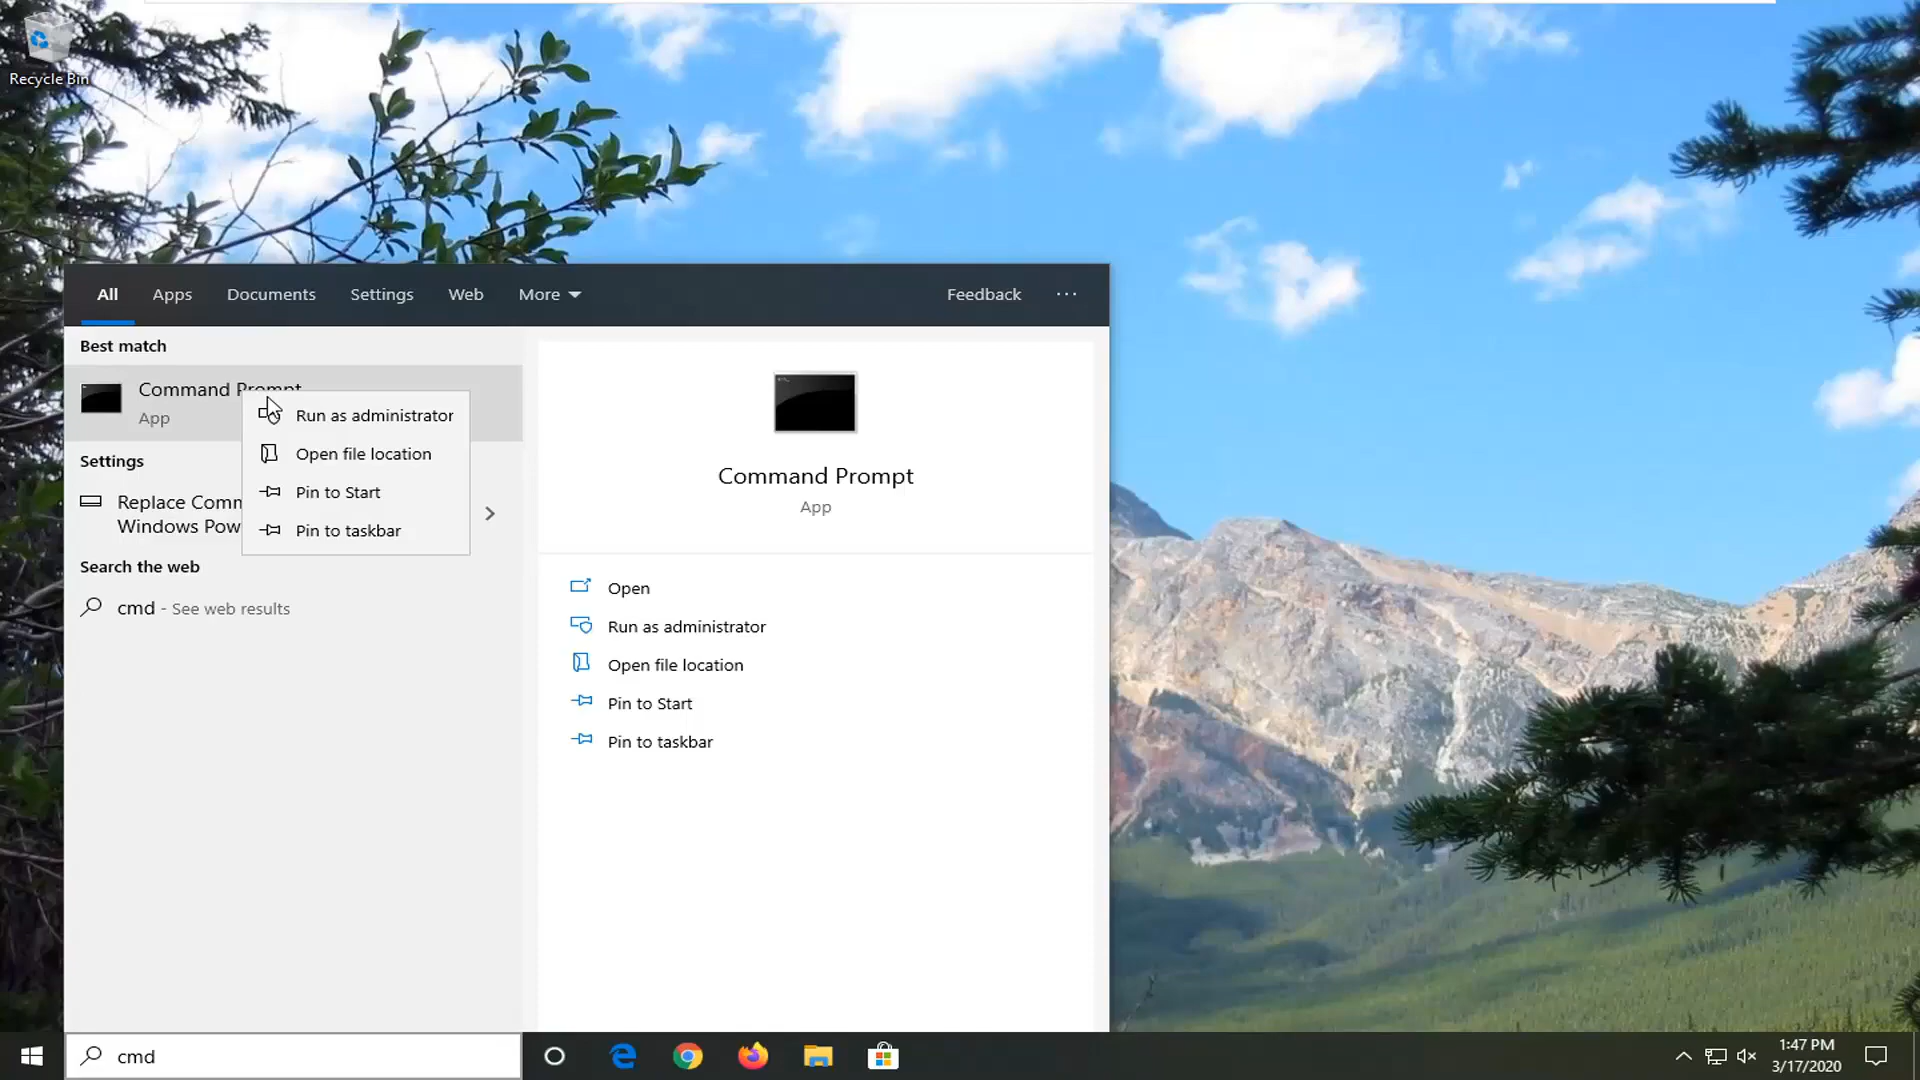 Recycle Bin
All Apps Documents Settings Web More Feedback ...
Best match
Command Prompt
App
Run as administrator
Open file location
Pin to Start
Pin to taskbar
Settings
Replace Comm
Windows Pow
Search the web
cmd - See web results
Command Prompt
App
Open
Run as administrator
Open file location
Pin to Start
Pin to taskbar
cmd
1:47 PM
3/17/2020